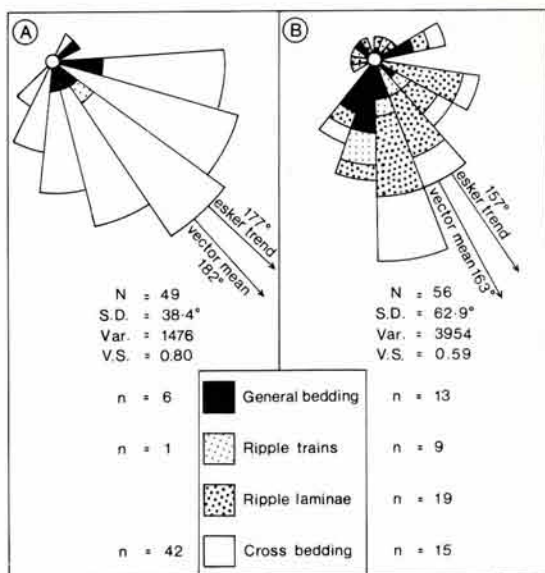 A
177°
esker trend
vector mean
182°
N = 49
S.D. = 38·4°
Var. = 1476
V.S. = 0.80
n = 6
n = 1
n = 42
B
157°
esker trend
vector mean 163°
N = 56
S.D. = 62·9°
Var. = 3954
V.S. = 0.59
n = 13
n = 9
n = 19
n = 15
General bedding
Ripple trains
Ripple laminae
Cross bedding